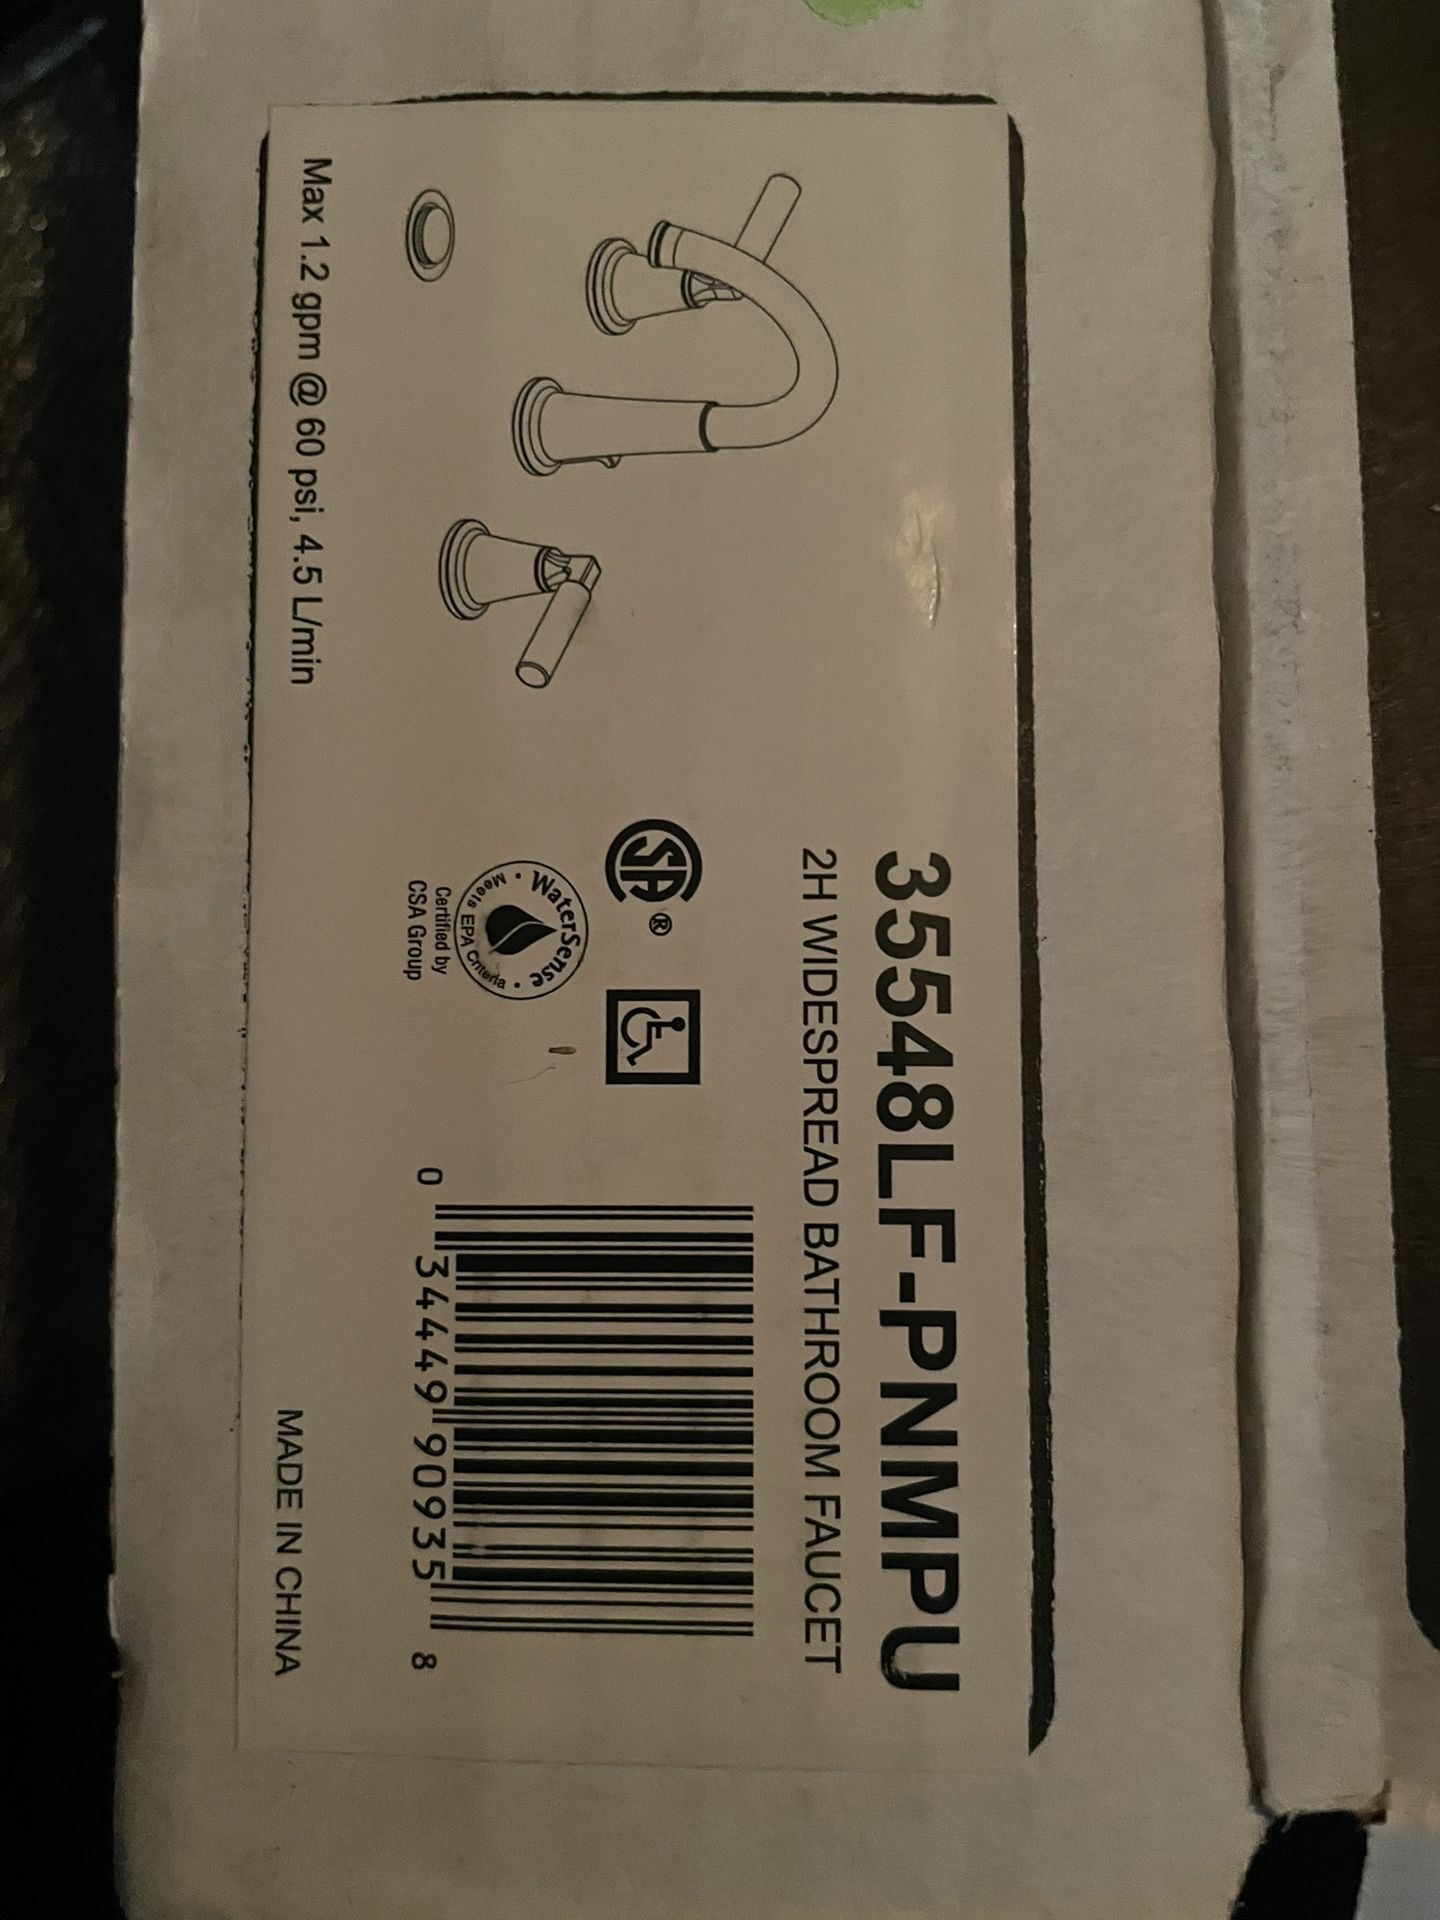 35548LF-PNMPU
2H WIDESPREAD BATHROOM FAUCET
SA ®
WaterSense
Meets EPA Criteria
Certified by
CSA Group
0 34449 90935 8
Max 1.2 gpm @ 60 psi, 4.5 L/min
MADE IN CHINA